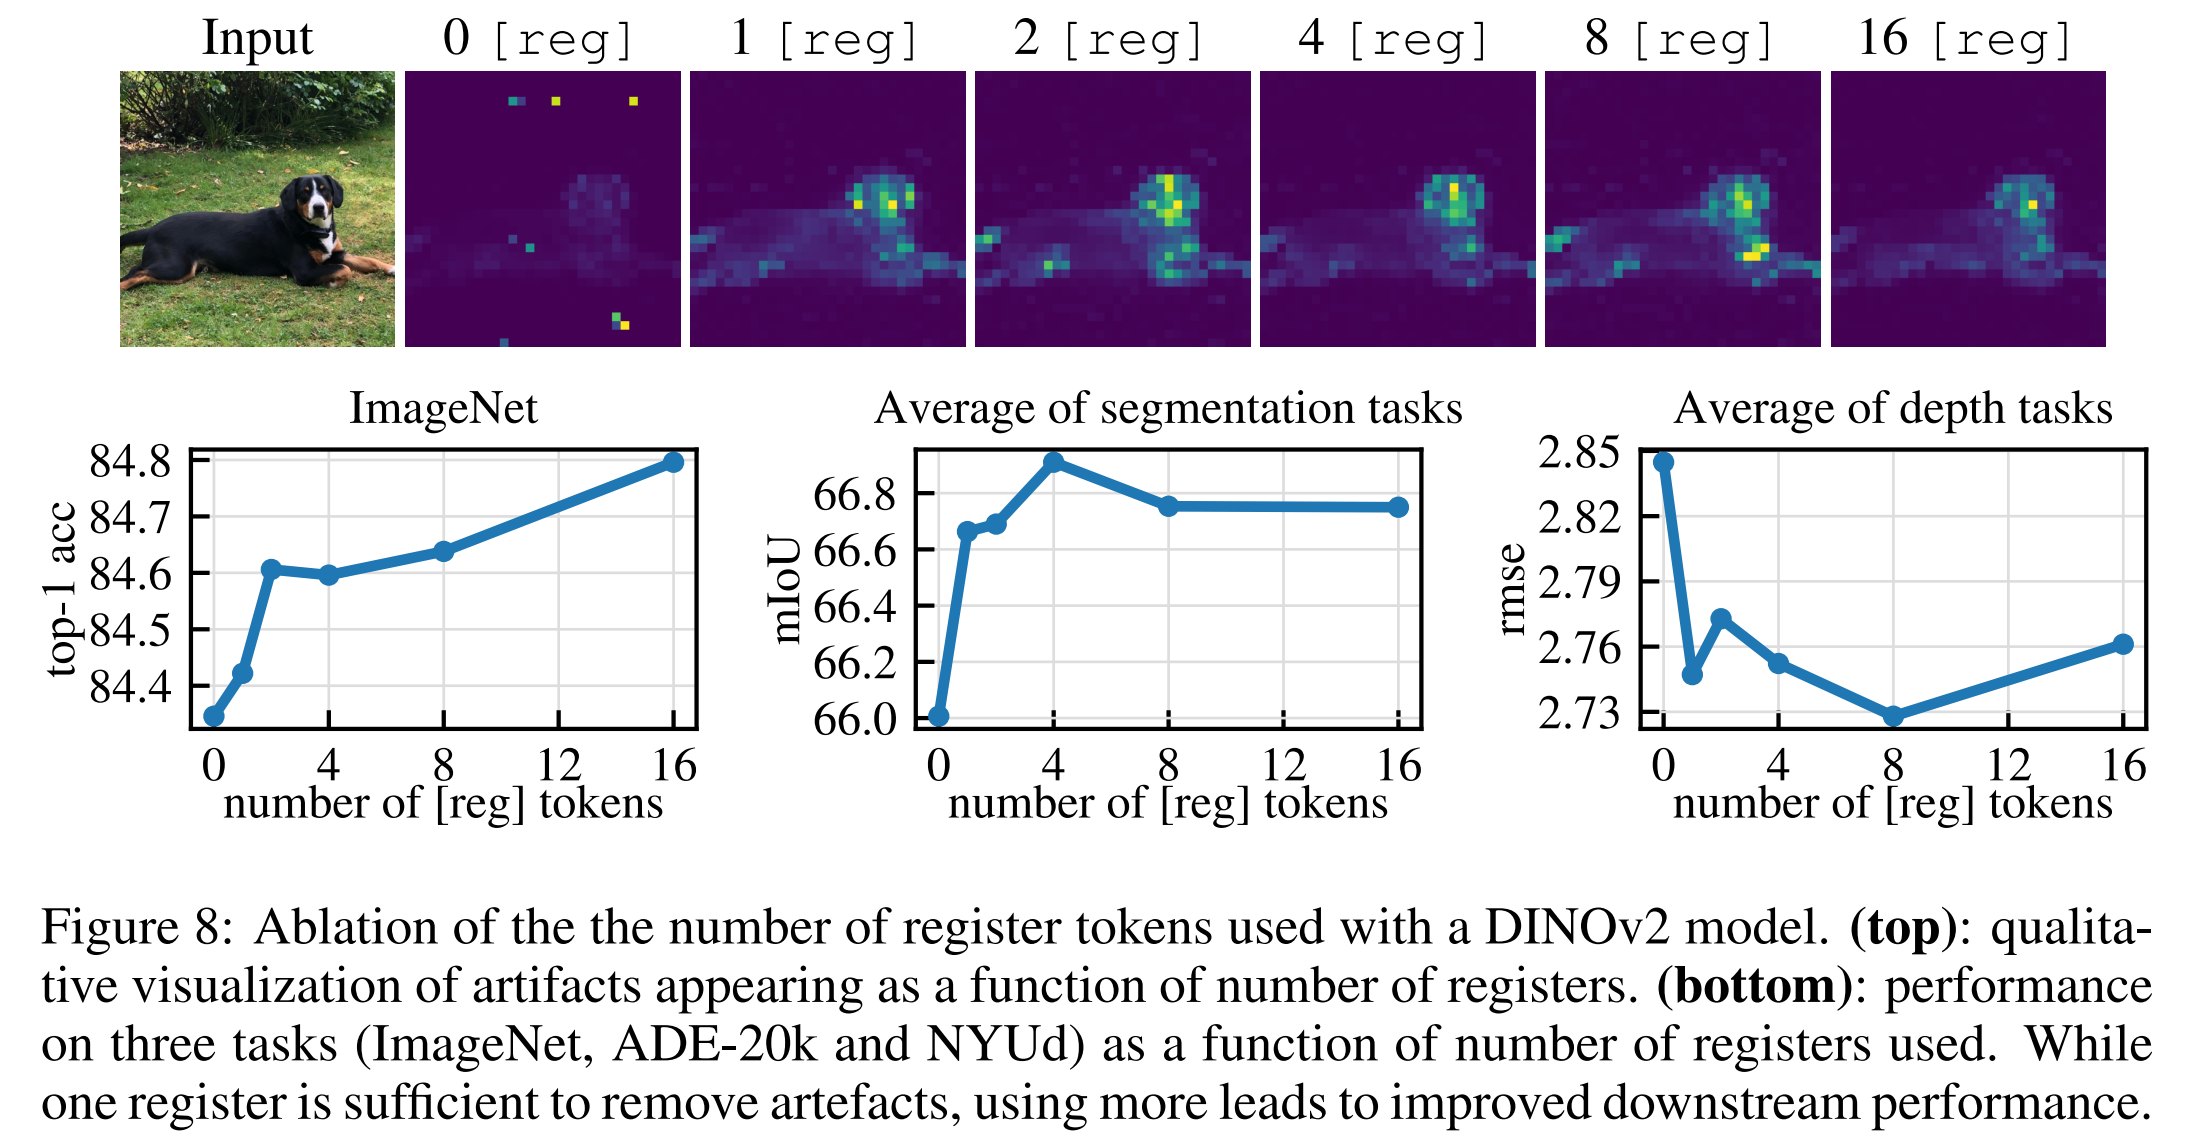 Input 0 [reg] 1 [reg] 2 [reg] 4 [reg] 8 [reg] 16 [reg]
ImageNet
top-1 acc
84.8
84.7
84.6
84.5
84.4
0 4 8 12 16
number of [reg] tokens
Average of segmentation tasks
mIoU
66.8
66.6
66.4
66.2
66.0
0 4 8 12 16
number of [reg] tokens
Average of depth tasks
rmse
2.85
2.82
2.79
2.76
2.73
0 4 8 12 16
number of [reg] tokens
Figure 8: Ablation of the the number of register tokens used with a DINOv2 model. (top): qualita-
tive visualization of artifacts appearing as a function of number of registers. (bottom): performance
on three tasks (ImageNet, ADE-20k and NYUd) as a function of number of registers used. While
one register is sufficient to remove artefacts, using more leads to improved downstream performance.